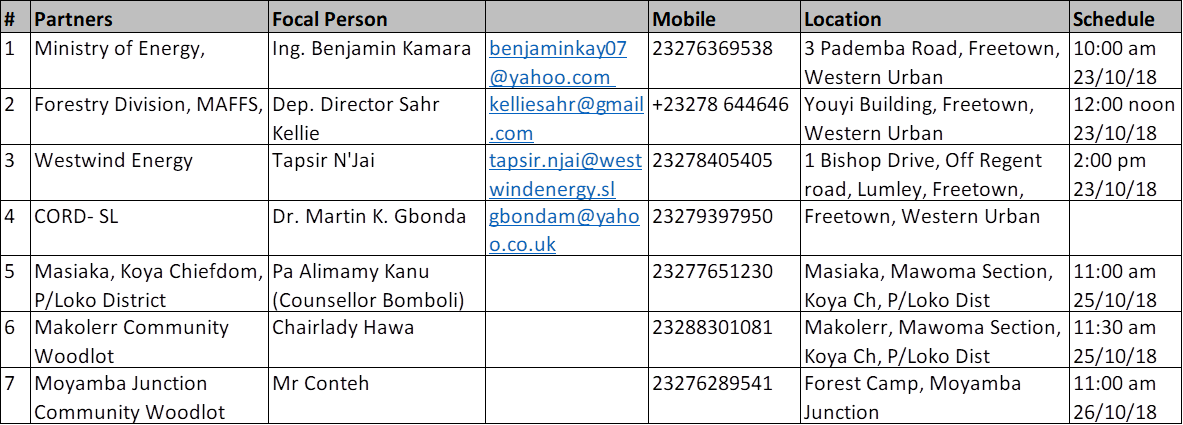 # Partners Focal Person Mobile Location Schedule
1 Ministry of Energy, Ing. Benjamin Kamara benjaminkay07 23276369538 3 Pademba Road, Freetown, 10:00 am
@yahoo.com Western Urban 23/10/18
2 Forestry Division, MAFFS, Dep. Director Sahr kelliesahr@gmail +23278 644646 Youyi Building, Freetown, 12:00 noon
Kellie .com Western Urban 23/10/18
3 Westwind Energy Tapsir N'Jai tapsir.njai@west 23278405405 1 Bishop Drive, Off Regent 2:00 pm
windenergy.sl road, Lumley, Freetown, 23/10/18
4 CORD- SL Dr. Martin K. Gbonda gbondam@yaho 23279397950 Freetown, Western Urban
o.co.uk
5 Masiaka, Koya Chiefdom, Pa Alimamy Kanu 23277651230 Masiaka, Mawoma Section, 11:00 am
P/Loko District (Counsellor Bomboli) Koya Ch, P/Loko Dist 25/10/18
6 Makolerr Community Chairlady Hawa 23288301081 Makolerr, Mawoma Section, 11:30 am
Woodlot Koya Ch, P/Loko Dist 25/10/18
7 Moyamba Junction Mr Conteh 23276289541 Forest Camp, Moyamba 11:00 am
Community Woodlot Junction 26/10/18